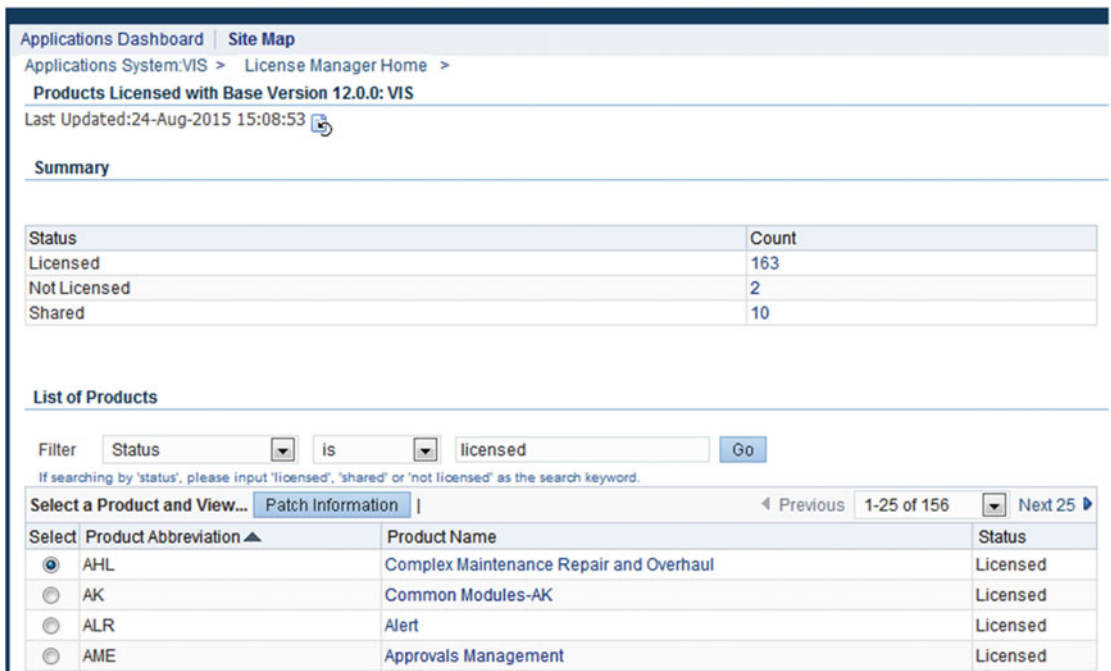 Applications Dashboard | Site Map
Applications System:VIS > License Manager Home >
Products Licensed with Base Version 12.0.0: VIS
Last Updated:24-Aug-2015 15:08:53
Summary
Status Count
Licensed 163
Not Licensed 2
Shared 10
List of Products
Filter Status is licensed Go
If searching by 'status', please input 'licensed', 'shared' or 'not licensed' as the search keyword.
Select a Product and View... Patch Information | Previous 1-25 of 156 Next 25
Select Product Abbreviation Product Name Status
AHL Complex Maintenance Repair and Overhaul Licensed
AK Common Modules-AK Licensed
ALR Alert Licensed
AME Approvals Management Licensed